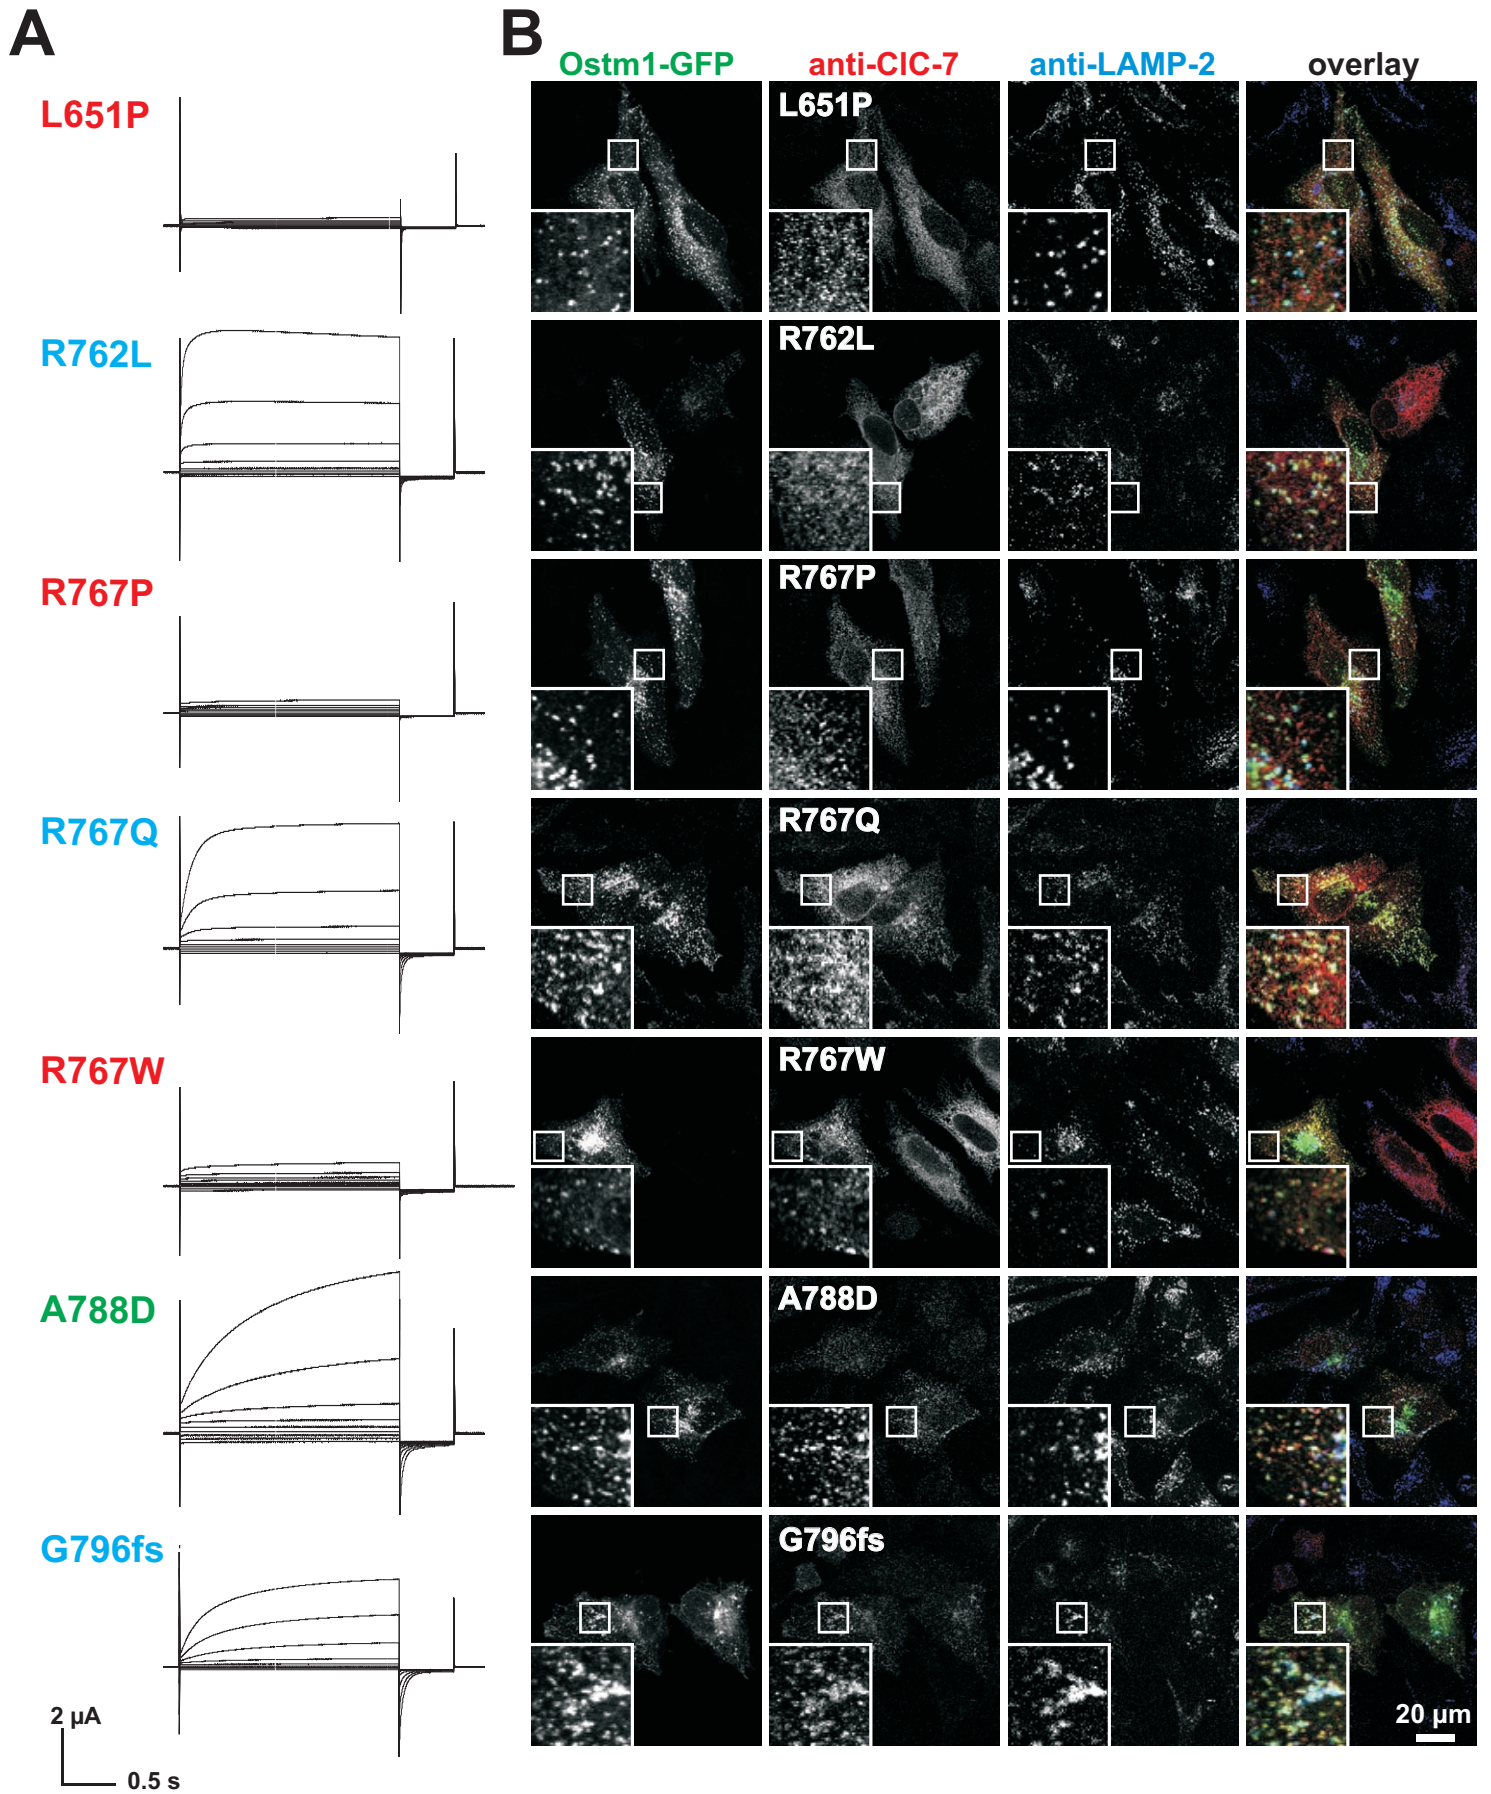 A
B
Ostm1-GFP anti-ClC-7 anti-LAMP-2 overlay
L651P
L651P
R762L
R762L
R767P
R767P
R767Q
R767Q
R767W
R767W
A788D
A788D
G796fs
G796fs
20 µm
2 µA
0.5 s